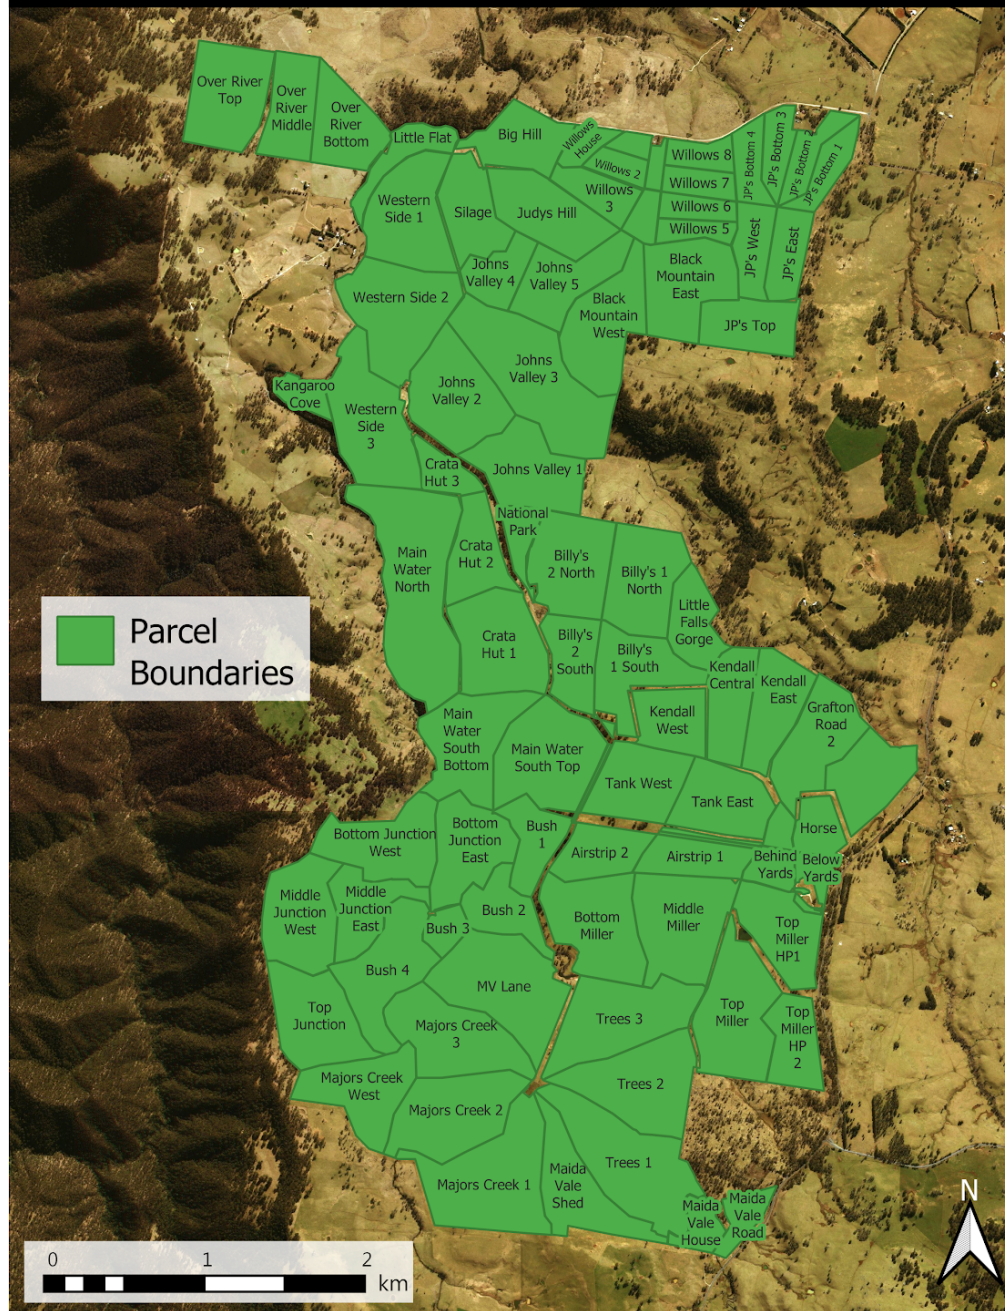 Over River
Top
Over
River
Middle
Over
River
Bottom
Little Flat
Big Hill
Willows
House
Willows 2
Willows
3
Willows 8
Willows 7
Willows 6
Willows 5
JP's Bottom 4
JP's Bottom 3
JP's Bottom 2
JP's Bottom 1
Western
Side 1
Silage
Judys Hill
JP's West
JP's East
Johns
Valley 4
Johns
Valley 5
Black
Mountain
East
Western Side 2
Black
Mountain
West
JP's Top
Johns
Valley 3
Kangaroo
Cove
Johns
Valley 2
Western
Side
3
Crata
Hut 3
Johns Valley 1
National
Park
Main
Water
North
Crata
Hut 2
Billy's
2 North
Billy's 1
North
Little
Falls
Gorge
Parcel
Boundaries
Crata
Hut 1
Billy's
2
South
Billy's
1 South
Kendall
Central
Kendall
East
Main
Water
South
Bottom
Main Water
South Top
Kendall
West
Grafton
Road
2
Tank West
Tank East
Bottom Junction
West
Bottom
Junction
East
Bush
1
Horse
Airstrip 2
Airstrip 1
Behind
Yards
Below
Yards
Middle
Junction
West
Middle
Junction
East
Bush 2
Bush 3
Bottom
Miller
Middle
Miller
Top
Miller
HP1
Bush 4
MV Lane
Top
Junction
Majors Creek
3
Trees 3
Top
Miller
Top
Miller
HP
2
Majors Creek
West
Majors Creek 2
Trees 2
Majors Creek 1
Maida
Vale
Shed
Trees 1
Maida
Vale
House
Maida
Vale
Road
N
0 1 2
km